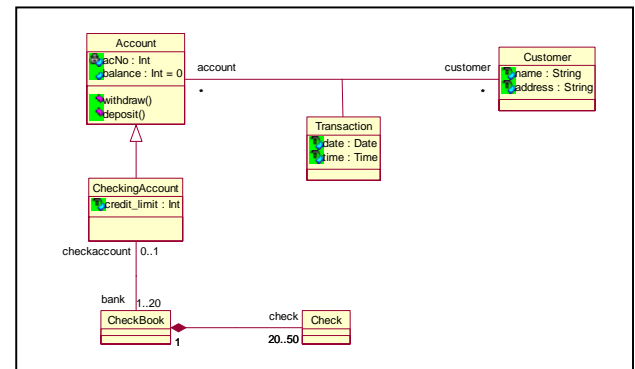 Account
acNo : Int
balance : Int = 0
withdraw()
deposit()
account
*
customer
*
Customer
name : String
address : String
Transaction
date : Date
time : Time
CheckingAccount
credit_limit : Int
checkaccount 0..1
bank 1..20
CheckBook
1
check
20..50
Check